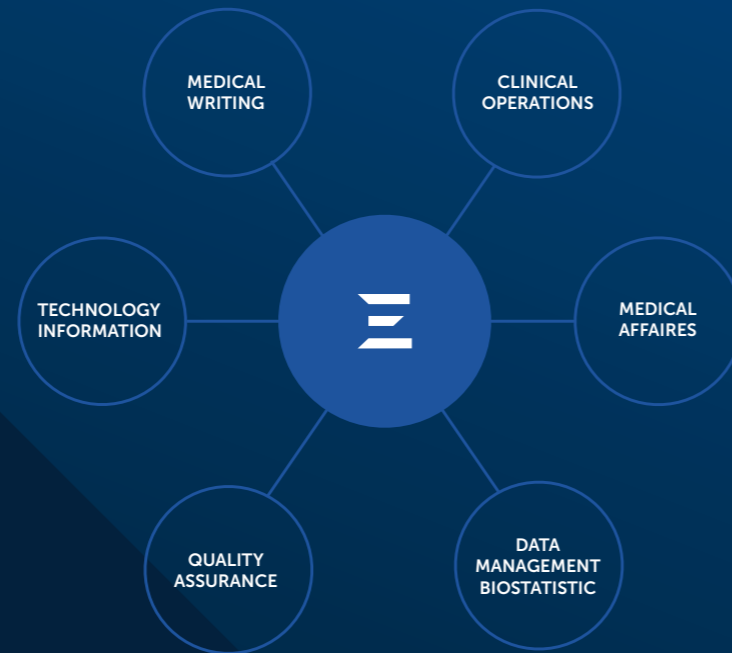 MEDICAL
WRITING
CLINICAL
OPERATIONS
TECHNOLOGY
INFORMATION
MEDICAL
AFFAIRES
QUALITY
ASSURANCE
DATA
MANAGEMENT
BIOSTATISTIC